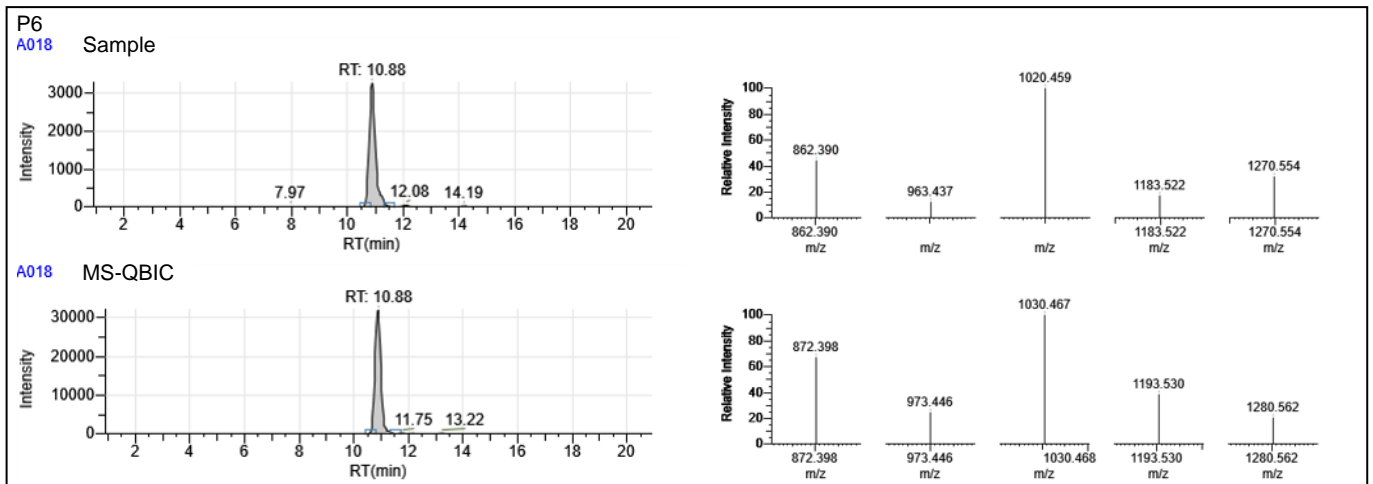 P6
A018 Sample
RT: 10.88
3000
2000
1000
0
Intensity
7.97
12.08
14.19
2 4 6 8 10 12 14 16 18 20
RT(min)
1020.459
100
80
60
40
20
0
Relative Intensity
862.390
963.437
1183.522
1270.554
862.390 1183.522 1270.554
m/z m/z m/z m/z m/z
A018 MS-QBIC
RT: 10.88
30000
20000
10000
0
Intensity
11.75
13.22
2 4 6 8 10 12 14 16 18 20
RT(min)
1030.467
100
80
60
40
20
0
Relative Intensity
872.398
973.446
1193.530
1280.562
872.398 973.446 1030.468 1193.530 1280.562
m/z m/z m/z m/z m/z